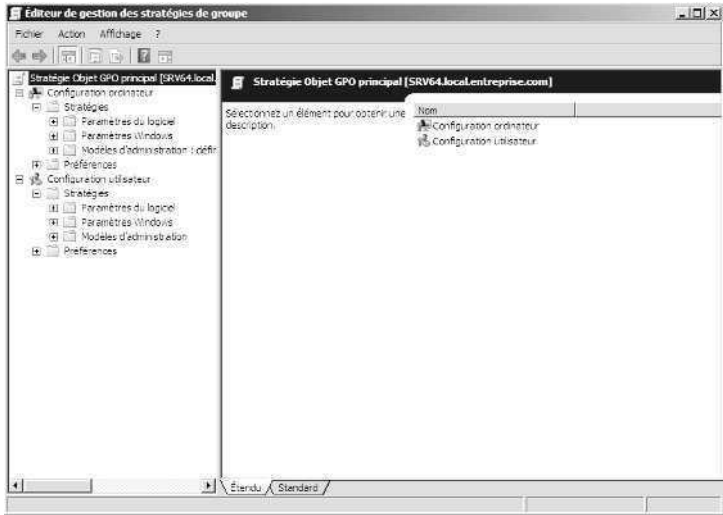 Éditeur de gestion des stratégies de groupe
Fichier Action Affichage ?
Stratégie Objet GPO principal [SRV64.local.
Configuration ordinateur
Stratégies
Paramètres du logiciel
Paramètres Windows
Modèles d'administration : défir
Préférences
Configuration utilisateur
Stratégies
Paramètres du logiciel
Paramètres Windows
Modèles d'administration
Préférences
Stratégie Objet GPO principal [SRV64.local.entreprise.com]
Sélectionnez un élément pour obtenir une
description.
Nom
Configuration ordinateur
Configuration utilisateur
Étendu Standard